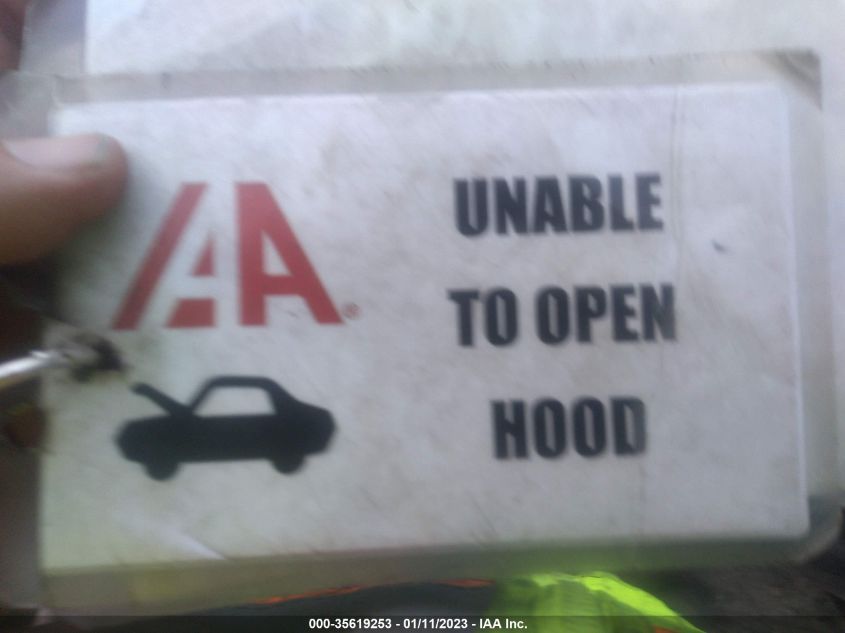 IAA®
UNABLE
TO OPEN
HOOD
000-35619253 - 01/11/2023 - IAA Inc.